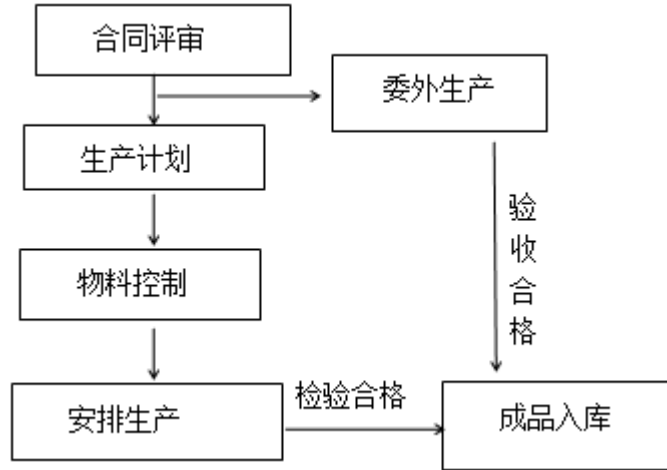 合同评审
委外生产
生产计划
验收合格
物料控制
安排生产
检验合格
成品入库